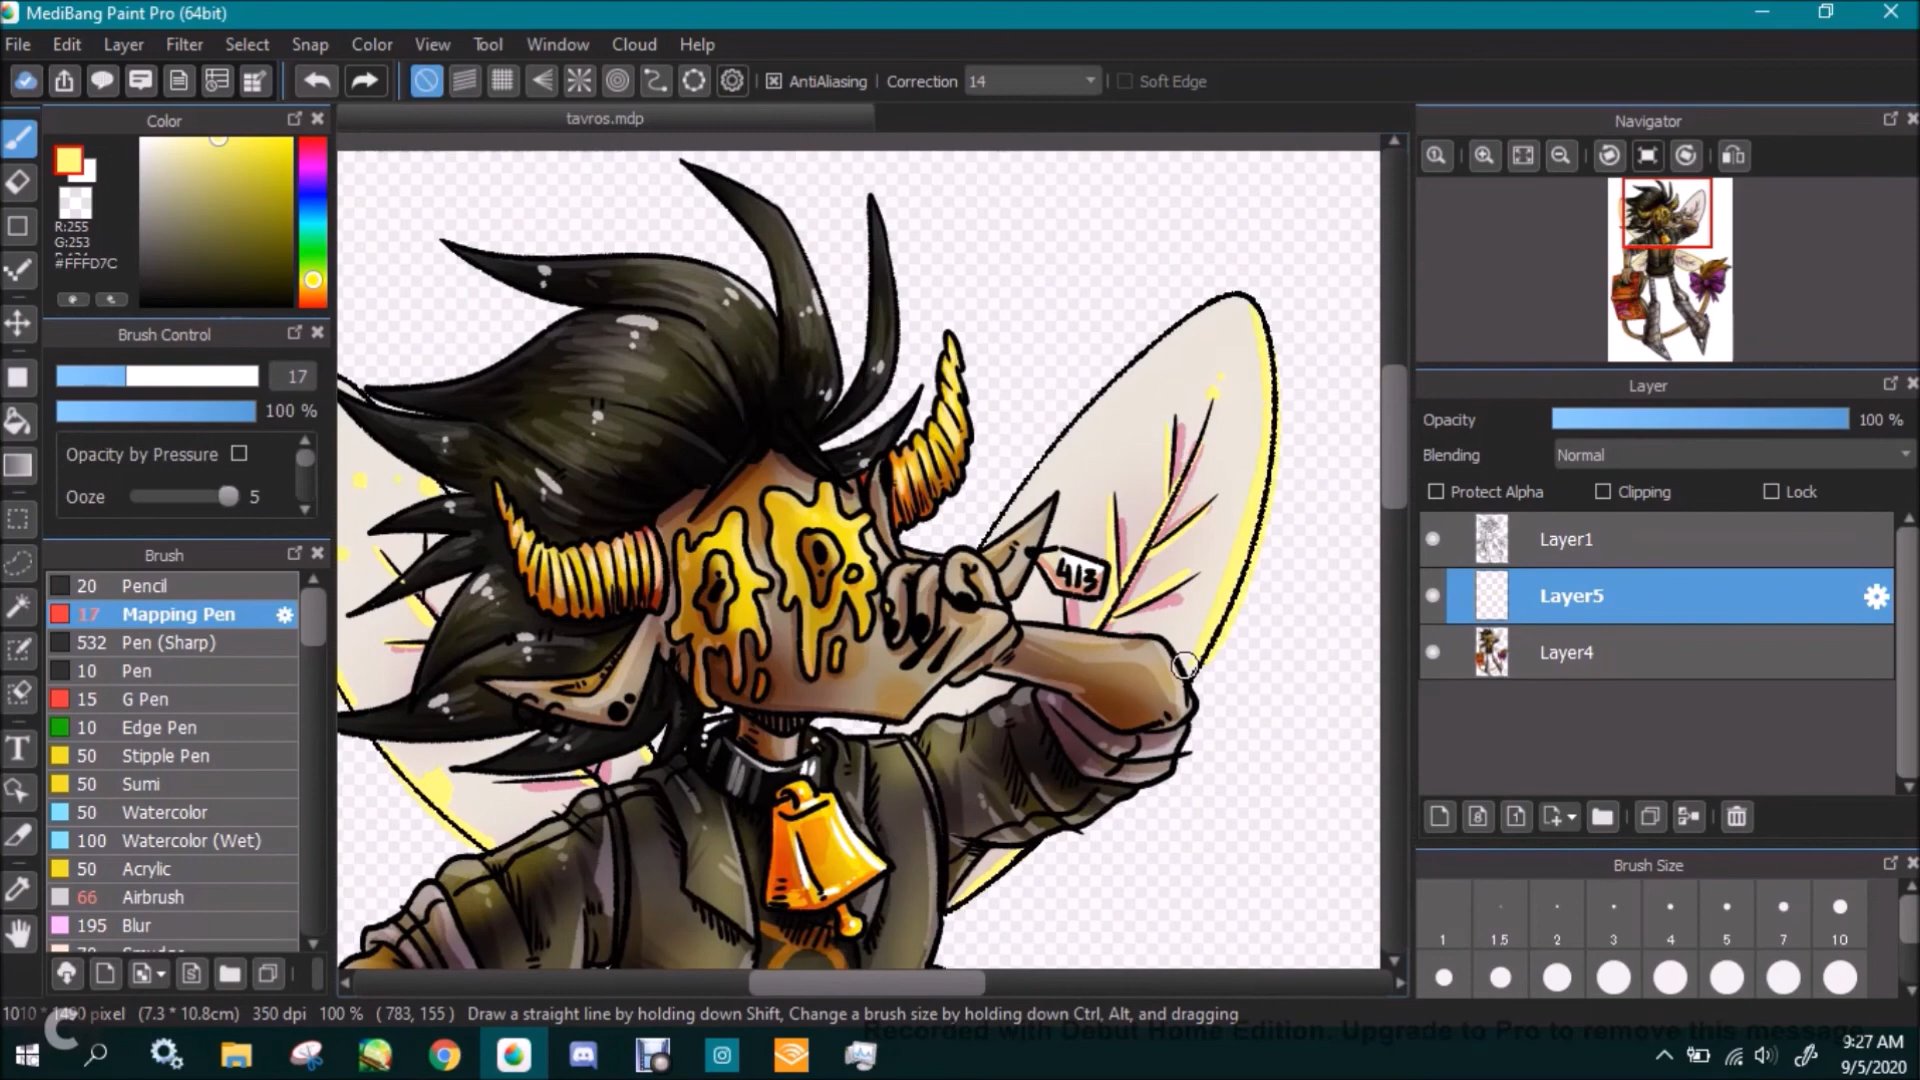 MediBang Paint Pro (64bit)
File Edit Layer Filter Select Snap Color View Tool Window Cloud Help
AntiAliasing Correction 14 Soft Edge
Color
tavros.mdp
Navigator
R:255
G:253
#FFFD7C
Brush Control
17
100 %
Opacity by Pressure
Ooze 5
Brush
20 Pencil
17 Mapping Pen
532 Pen (Sharp)
10 Pen
15 G Pen
10 Edge Pen
50 Stipple Pen
50 Sumi
50 Watercolor
100 Watercolor (Wet)
50 Acrylic
66 Airbrush
195 Blur
413
Layer
Opacity 100 %
Blending Normal
Protect Alpha Clipping Lock
Layer1
Layer5
Layer4
Brush Size
1 1.5 2 3 4 5 7 10
1010 * 1490 pixel (7.3 * 10.8cm) 350 dpi 100 % ( 783, 155 ) Draw a straight line by holding down Shift, Change a brush size by holding down Ctrl, Alt, and dragging
Recorded with Debut Home Edition. Upgrade to Pro to remove this message.
9:27 AM
9/5/2020